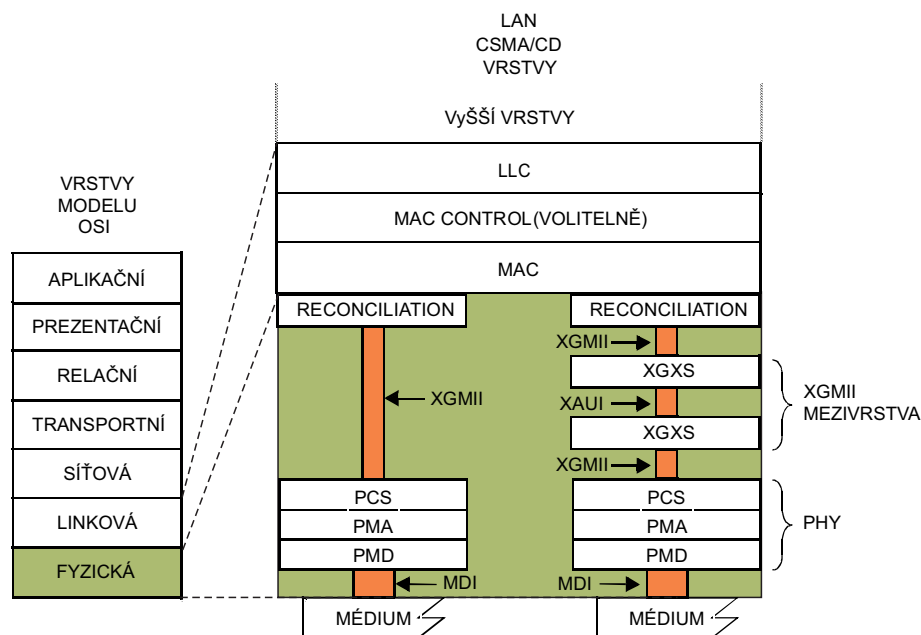 LAN
CSMA/CD
VRSTVY
VyŠŠÍ VRSTVY
LLC
MAC CONTROL(VOLITELNĚ)
MAC
VRSTVY
MODELU
OSI
APLIKAČNÍ
PREZENTAČNÍ
RELAČNÍ
TRANSPORTNÍ
SÍŤOVÁ
LINKOVÁ
FYZICKÁ
RECONCILIATION
XGMII
PCS
PMA
PMD
MDI
MÉDIUM
RECONCILIATION
XGMII
XGXS
XAUI
XGXS
XGMII
XGMII
MEZIVRSTVA
PCS
PMA
PMD
PHY
MDI
MÉDIUM